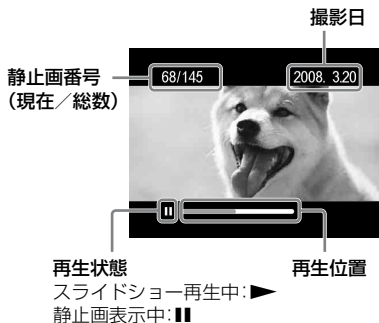 撮影日
静止画番号
（現在／総数）
68/145
2008. 3.20
再生状態
スライドショー再生中：▶
静止画表示中：▮▮
再生位置